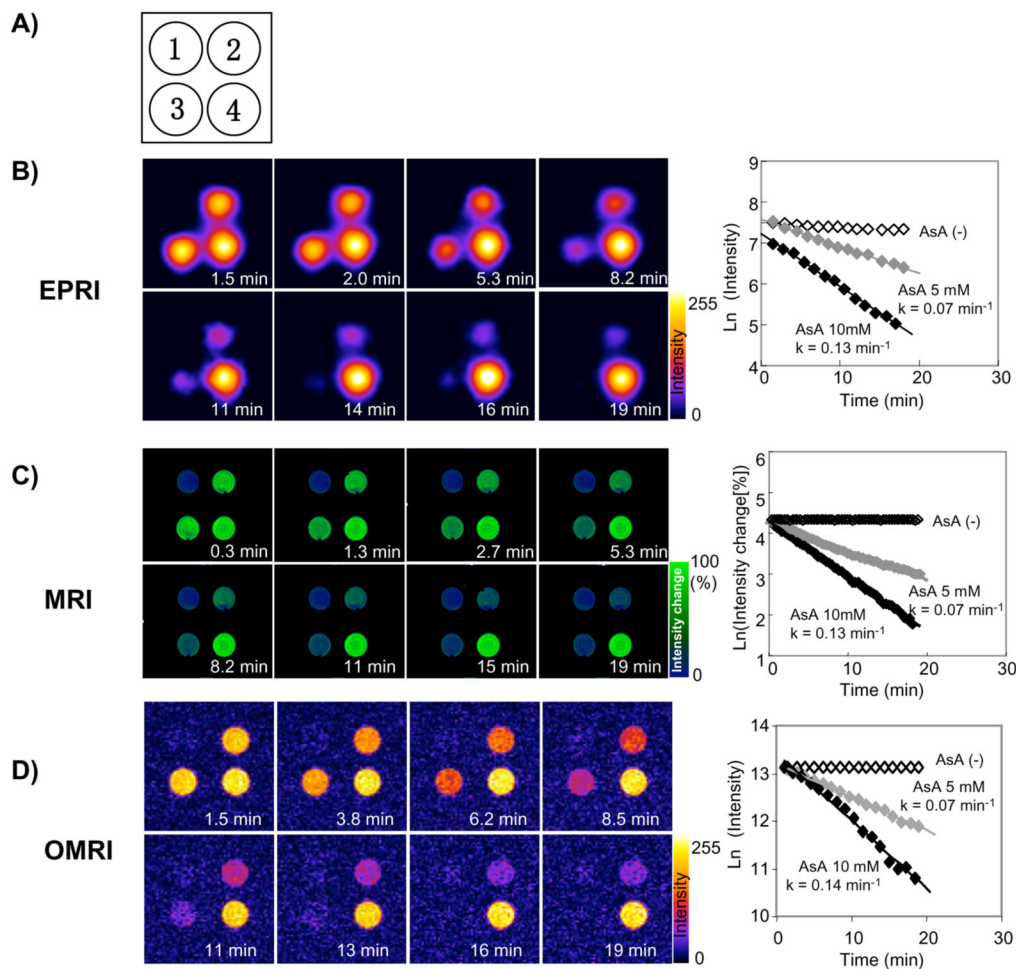 A)
1 2
3 4
B)
EPRI
1.5 min 2.0 min 5.3 min 8.2 min
11 min 14 min 16 min 19 min
255
Intensity
0
9
8
7
6
5
4
Ln (Intensity)
AsA (-)
AsA 5 mM
k = 0.07 min-1
AsA 10mM
k = 0.13 min-1
0 10 20 30
Time (min)
C)
MRI
0.3 min 1.3 min 2.7 min 5.3 min
8.2 min 11 min 15 min 19 min
100
(%)
Intensity change
0
6
5
4
3
2
1
Ln(Intensity change[%])
AsA (-)
AsA 5 mM
k = 0.07 min-1
AsA 10mM
k = 0.13 min-1
0 10 20 30
Time (min)
D)
OMRI
1.5 min 3.8 min 6.2 min 8.5 min
11 min 13 min 16 min 19 min
255
Intensity
0
14
13
12
11
10
Ln (Intensity)
AsA (-)
AsA 5 mM
k = 0.07 min-1
AsA 10 mM
k = 0.14 min-1
0 10 20 30
Time (min)